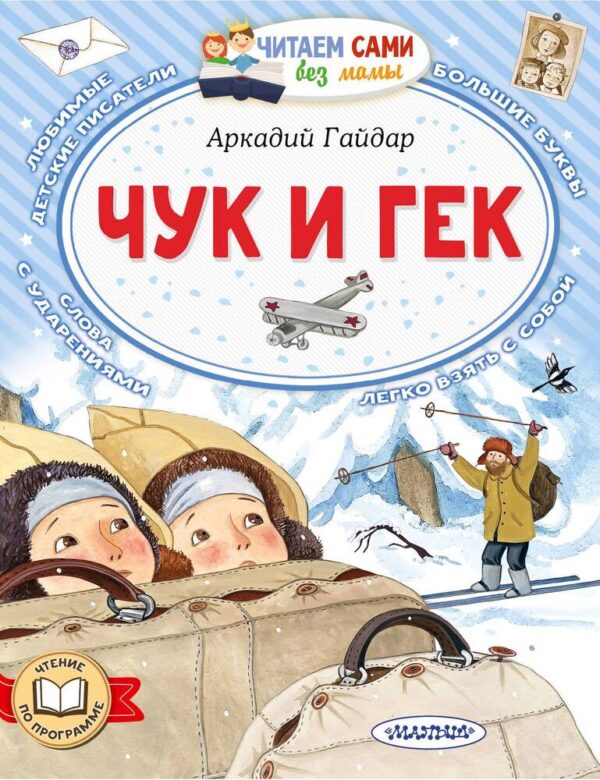 ЧИТАЕМ САМИ
без мамы
ЛЮБИМЫЕ
ДЕТСКИЕ ПИСАТЕЛИ
БОЛЬШИЕ БУКВЫ
Аркадий Гайдар
ЧУК И ГЕК
СЛОВА
С УДАРЕНИЯМИ
ЛЕГКО ВЗЯТЬ С СОБОЙ
ЧТЕНИЕ
ПО ПРОГРАММЕ
«МАЛЫШ»